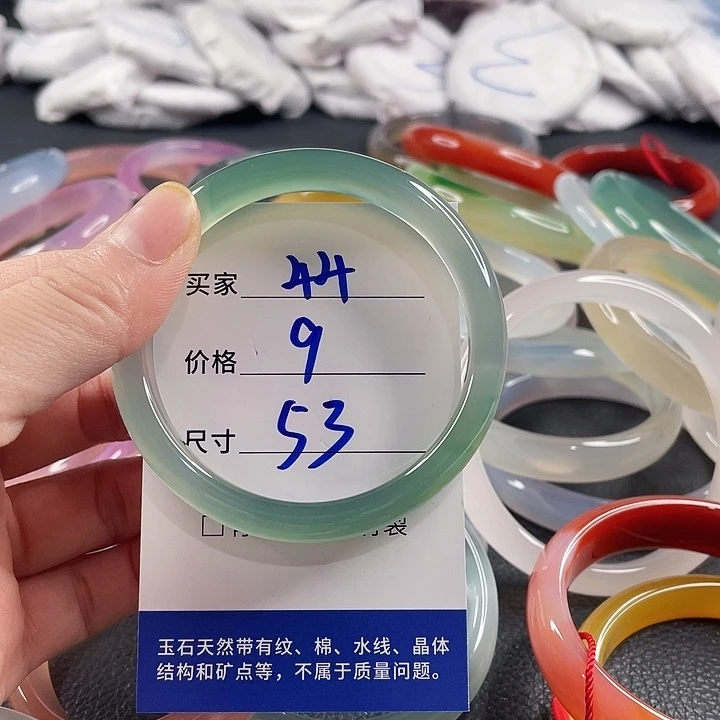 买家 44
价格 9
尺寸 53
玉石天然带有纹、棉、水线、晶体
结构和矿点等，不属于质量问题。